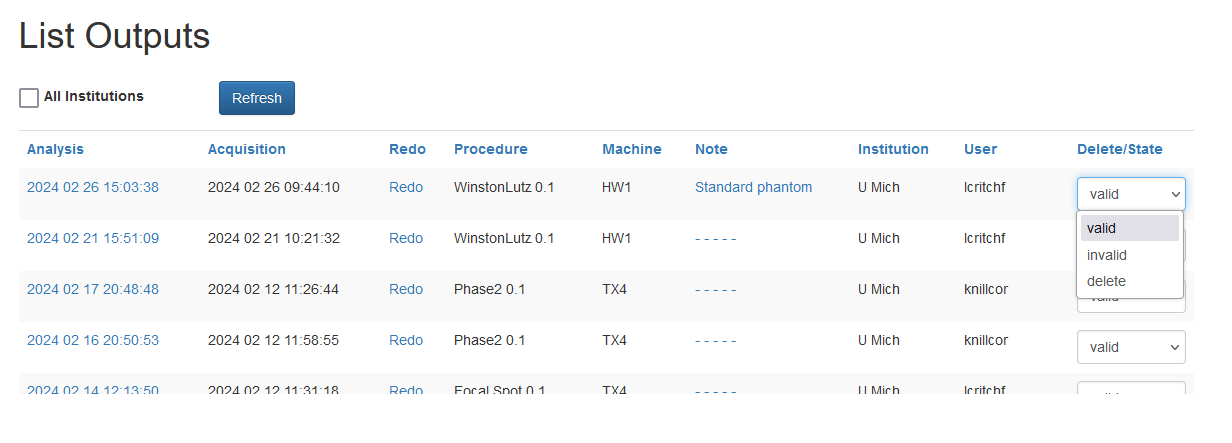 List Outputs
All Institutions Refresh
Analysis Acquisition Redo Procedure Machine Note Institution User Delete/State
2024 02 26 15:03:38 2024 02 26 09:44:10 Redo WinstonLutz 0.1 HW1 Standard phantom U Mich lcritchf valid
valid
2024 02 21 15:51:09 2024 02 21 10:21:32 Redo WinstonLutz 0.1 HW1 - - - - - U Mich lcritchf
invalid
delete
2024 02 17 20:48:48 2024 02 12 11:26:44 Redo Phase2 0.1 TX4 - - - - - U Mich knillcor valid
2024 02 16 20:50:53 2024 02 12 11:58:55 Redo Phase2 0.1 TX4 - - - - - U Mich knillcor valid
2024 02 14 12:13:50 2024 02 12 11:31:18 Redo Focal Spot 0.1 TX4 - - - - - U Mich lcritchf